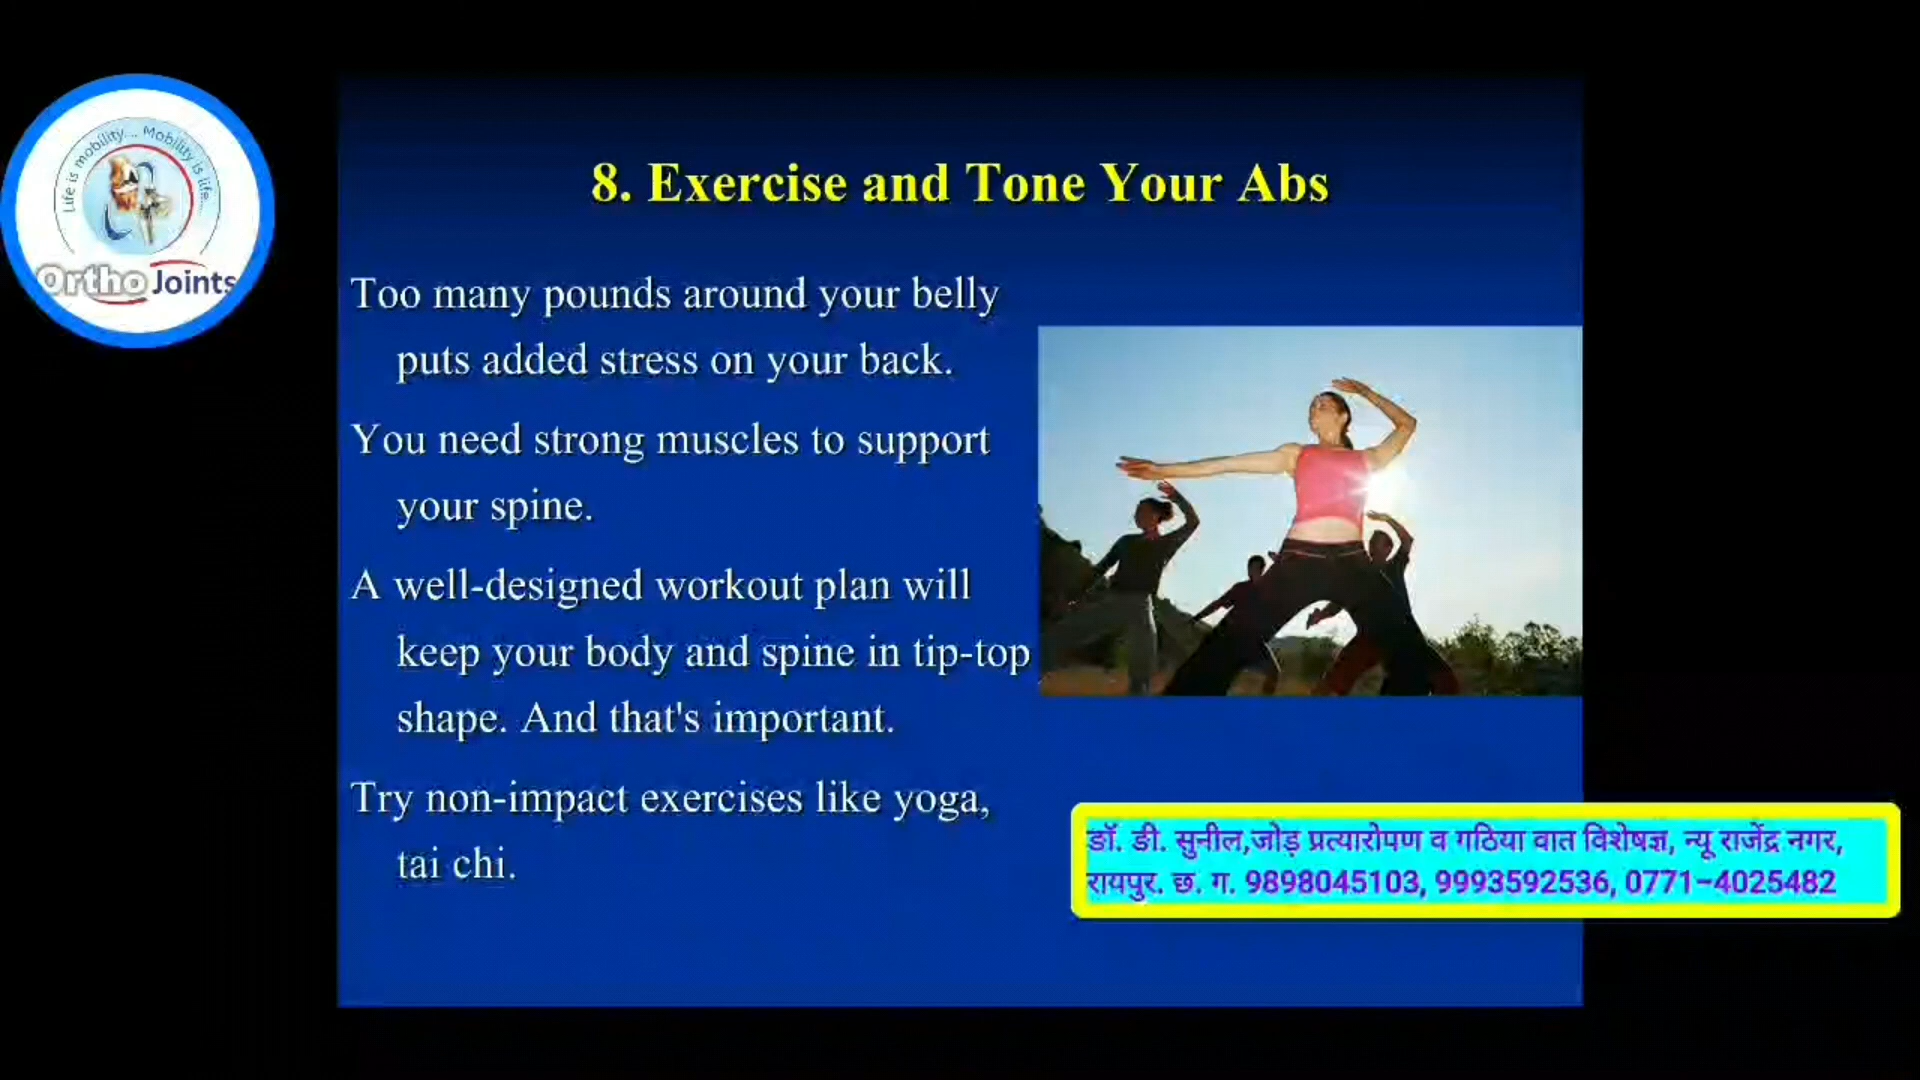 Life is mobility.... Mobility is life....
Ortho Joints
8. Exercise and Tone Your Abs
Too many pounds around your belly
puts added stress on your back.
You need strong muscles to support
your spine.
A well-designed workout plan will
keep your body and spine in tip-top
shape. And that's important.
Try non-impact exercises like yoga,
tai chi.
डॉ. डी. सुनील,जोड़ प्रत्यारोपण व गठिया वात विशेषज्ञ, न्यू राजेंद्र नगर,
रायपुर. छ. ग. 9898045103, 9993592536, 0771-4025482